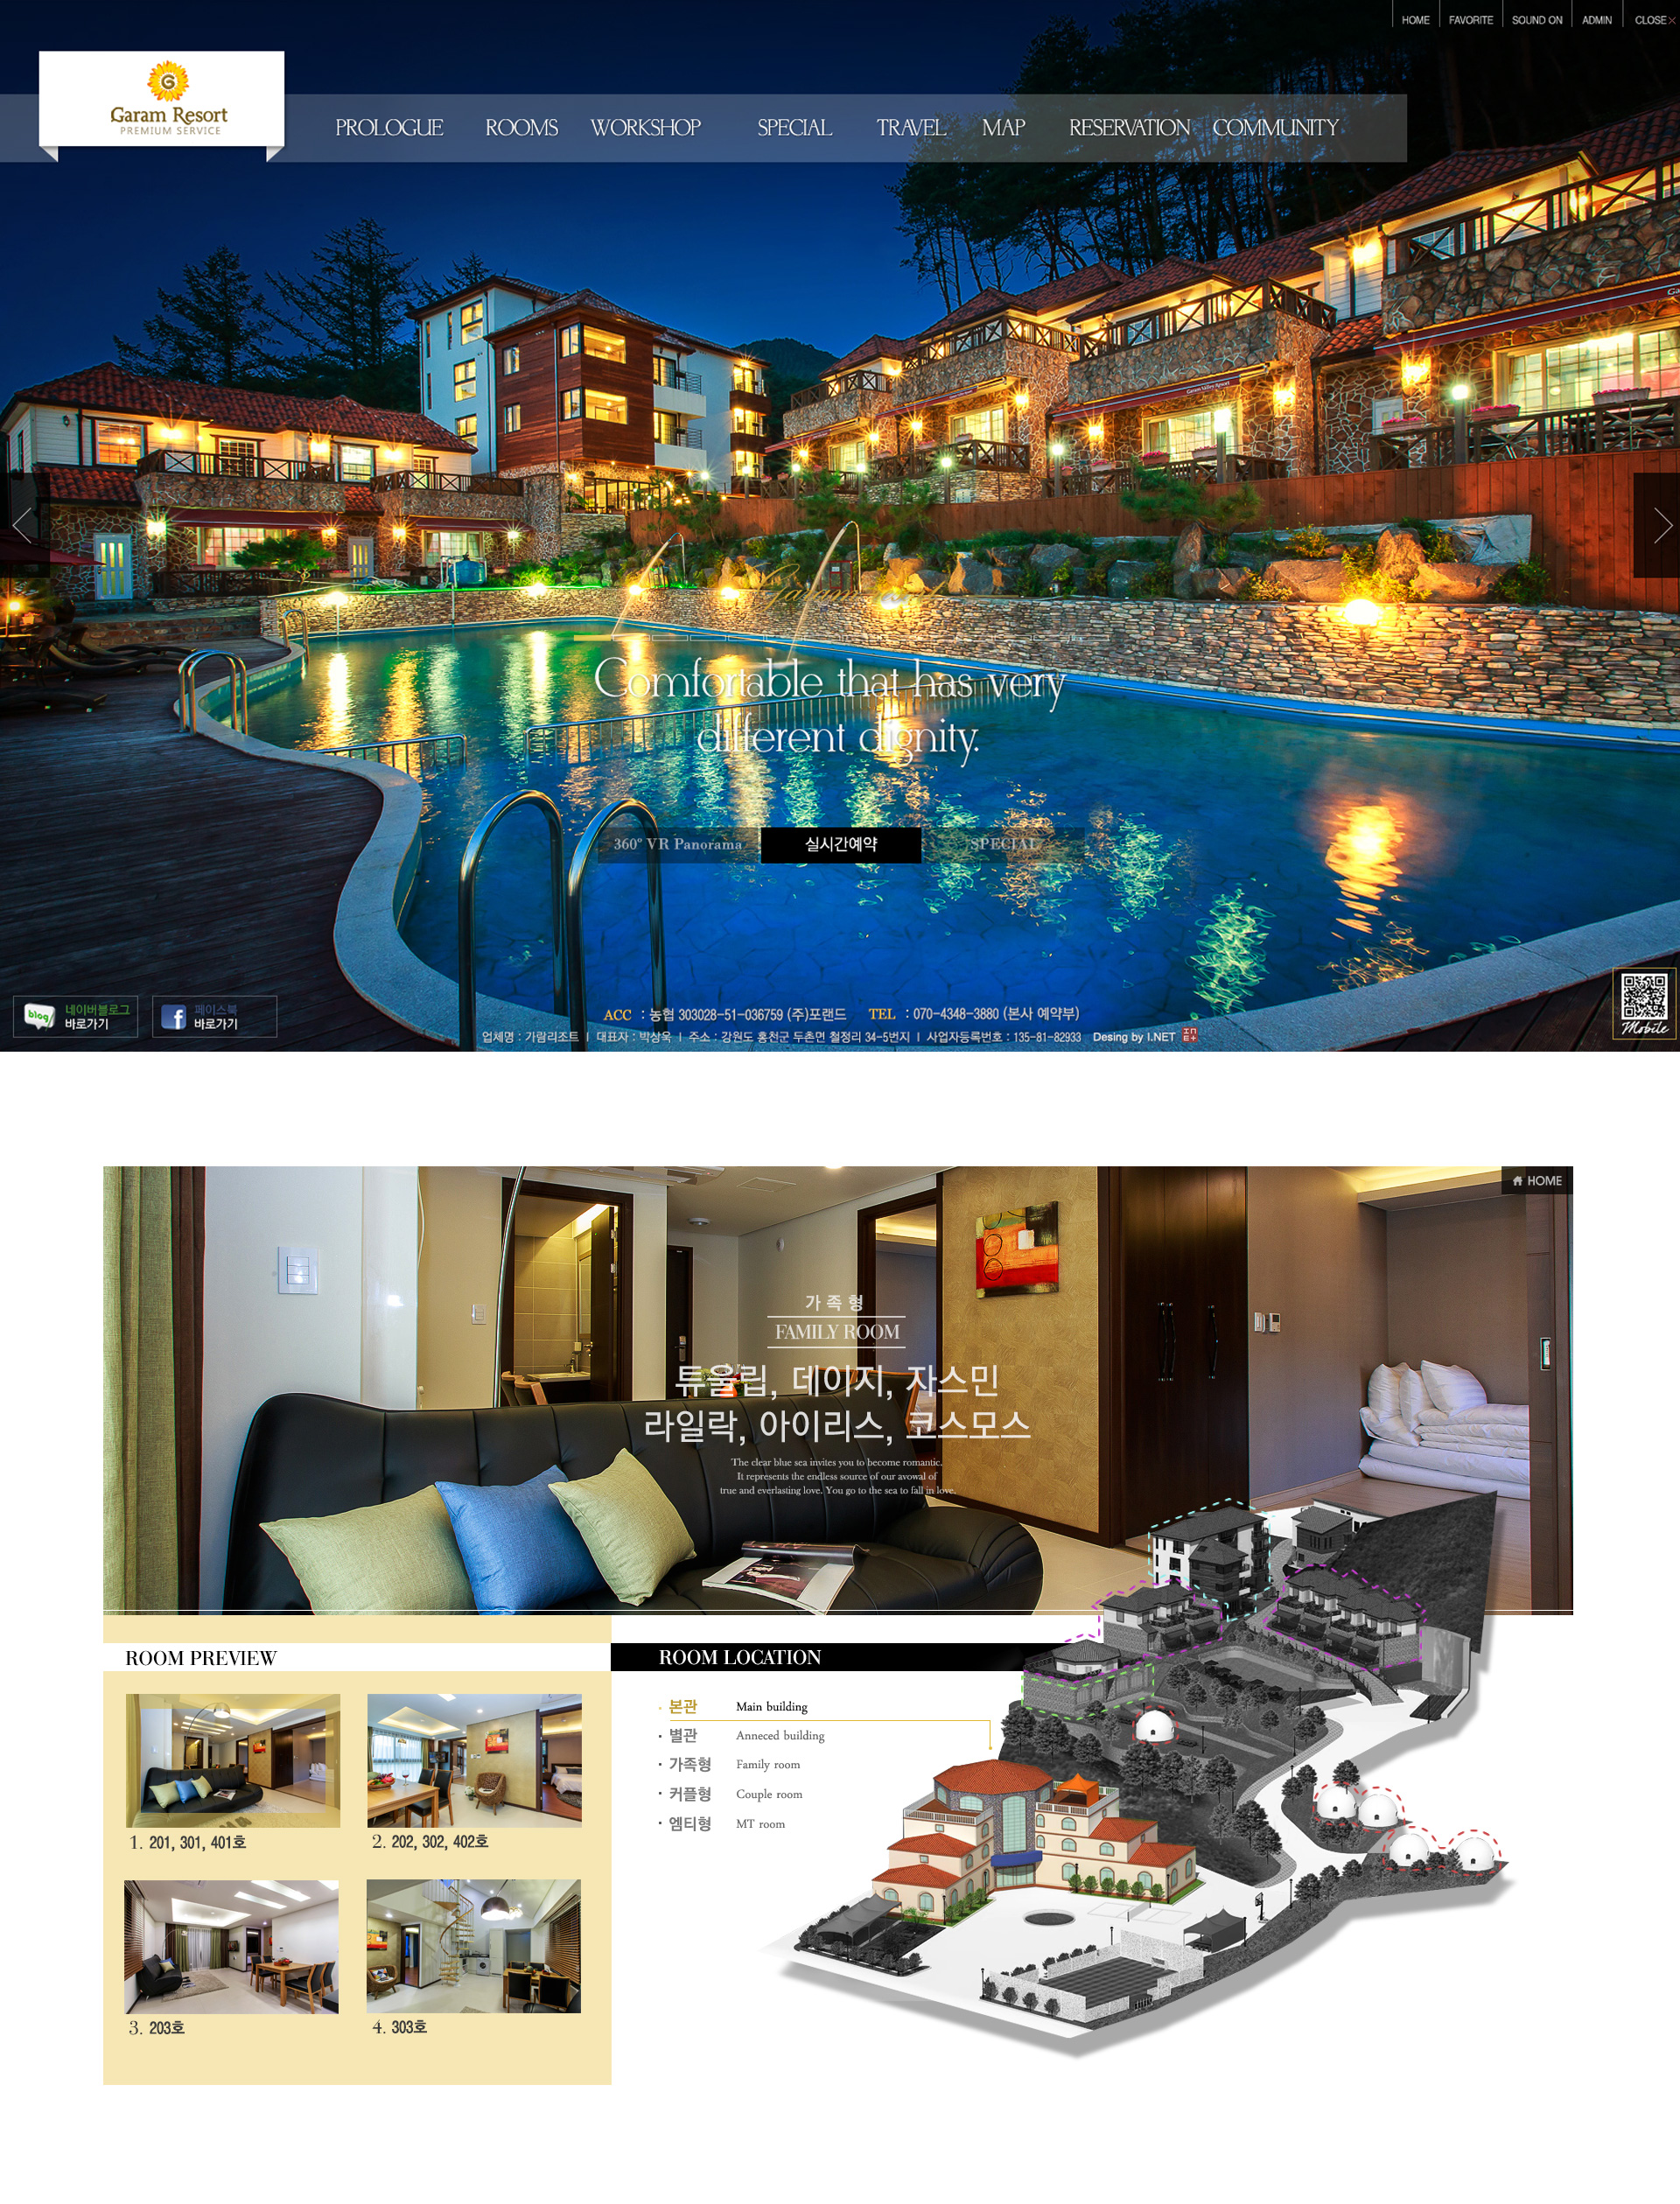 HOME FAVORITE SOUND ON ADMIN CLOSE
Garam Resort
PREMIUM SERVICE
PROLOGUE ROOMS WORKSHOP SPECIAL TRAVEL MAP RESERVATION COMMUNITY
Garam Valley Resort
Comfortable that has very
different dignity.
360° VR Panorama 실시간예약 SPECIAL
blog 네이버블로그
바로가기
f 페이스북
바로가기
ACC : 농협 303028-51-036759 (주)포랜드 TEL : 070-4348-3880 (본사 예약부)
업체명 : 가람리조트 | 대표자 : 박상욱 | 주소 : 강원도 홍천군 두촌면 철정리 34-5번지 | 사업자등록번호 : 135-81-82933 Desing by I.NET
Mobile
HOME
가족형
FAMILY ROOM
튜울립, 데이지, 자스민
라일락, 아이리스, 코스모스
The clear blue sea invites you to become romantic.
It represents the endless source of our avowal of
true and everlasting love. You go to the sea to fall in love.
ROOM PREVIEW
1. 201, 301, 401호
2. 202, 302, 402호
3. 203호
4. 303호
ROOM LOCATION
본관 Main building
별관 Anneced building
가족형 Family room
커플형 Couple room
엠티형 MT room